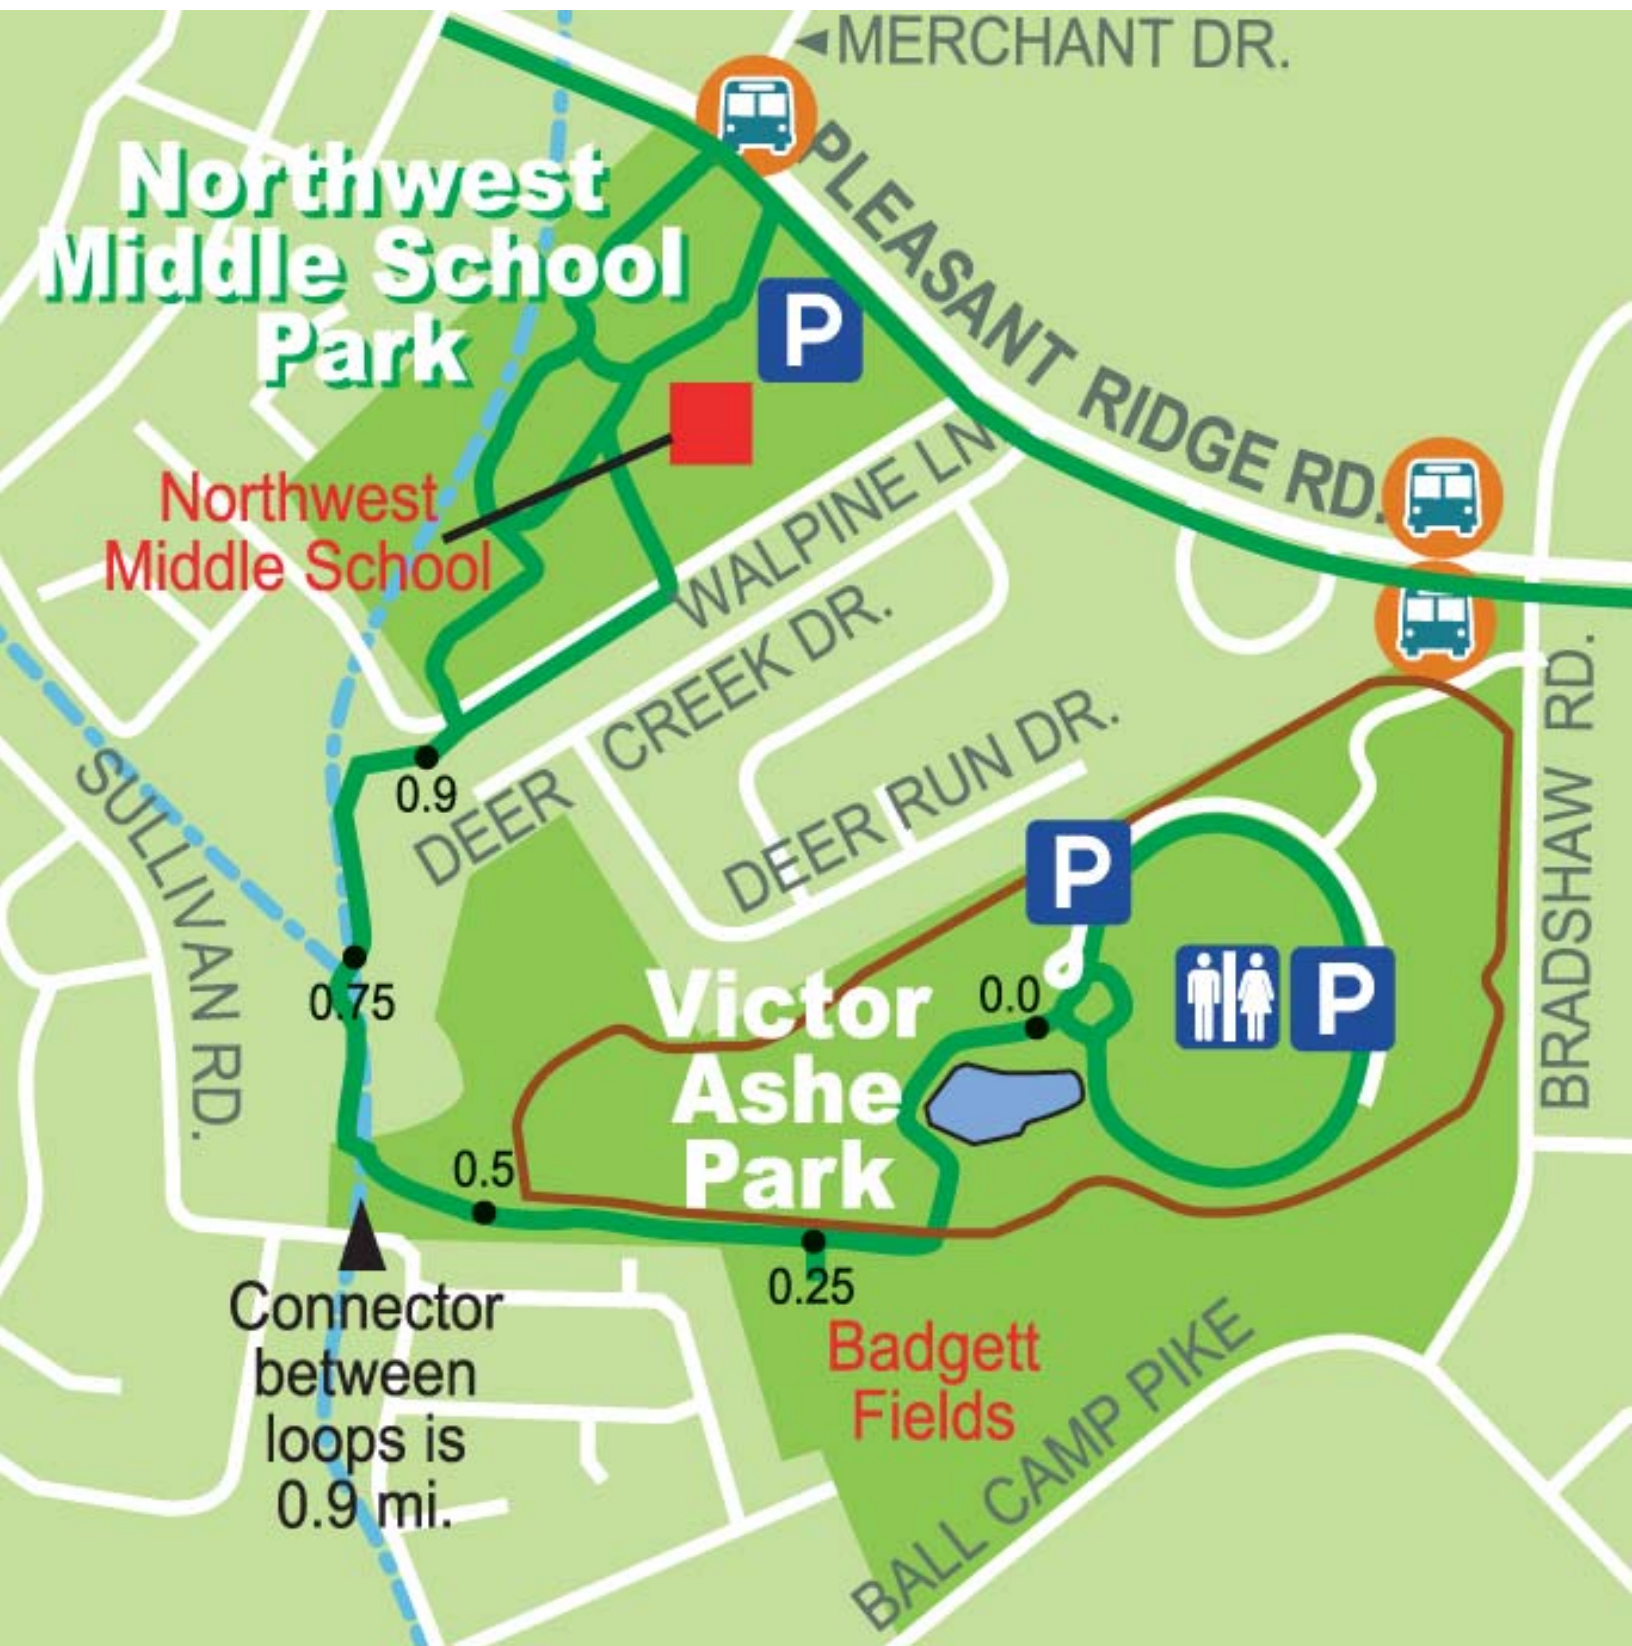 MERCHANT DR.
PLEASANT RIDGE RD.
Northwest
Middle School
Park
P
Northwest
Middle School
WALPINE LN.
DEER CREEK DR.
DEER RUN DR.
BRADSHAW RD.
SULLIVAN RD.
0.9
0.75
P
0.0
P
Victor
Ashe
Park
0.5
0.25
Connector
between
loops is
0.9 mi.
Badgett
Fields
BALL CAMP PIKE